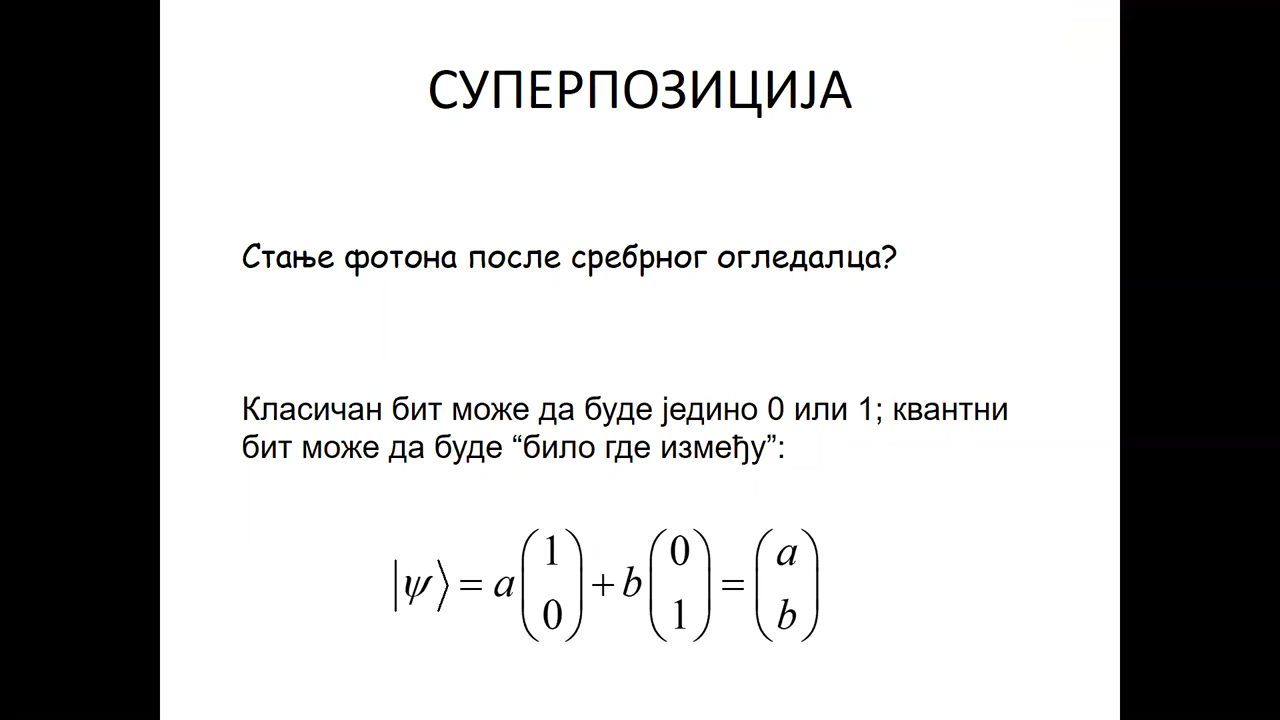 СУПЕРПОЗИЦИЈА
Стање фотона после сребрног огледалца?
Класичан бит може да буде једино 0 или 1; квантни
бит може да буде “било где између”:
|ψ⟩ = a(1 0) + b(0 1) = (a b)